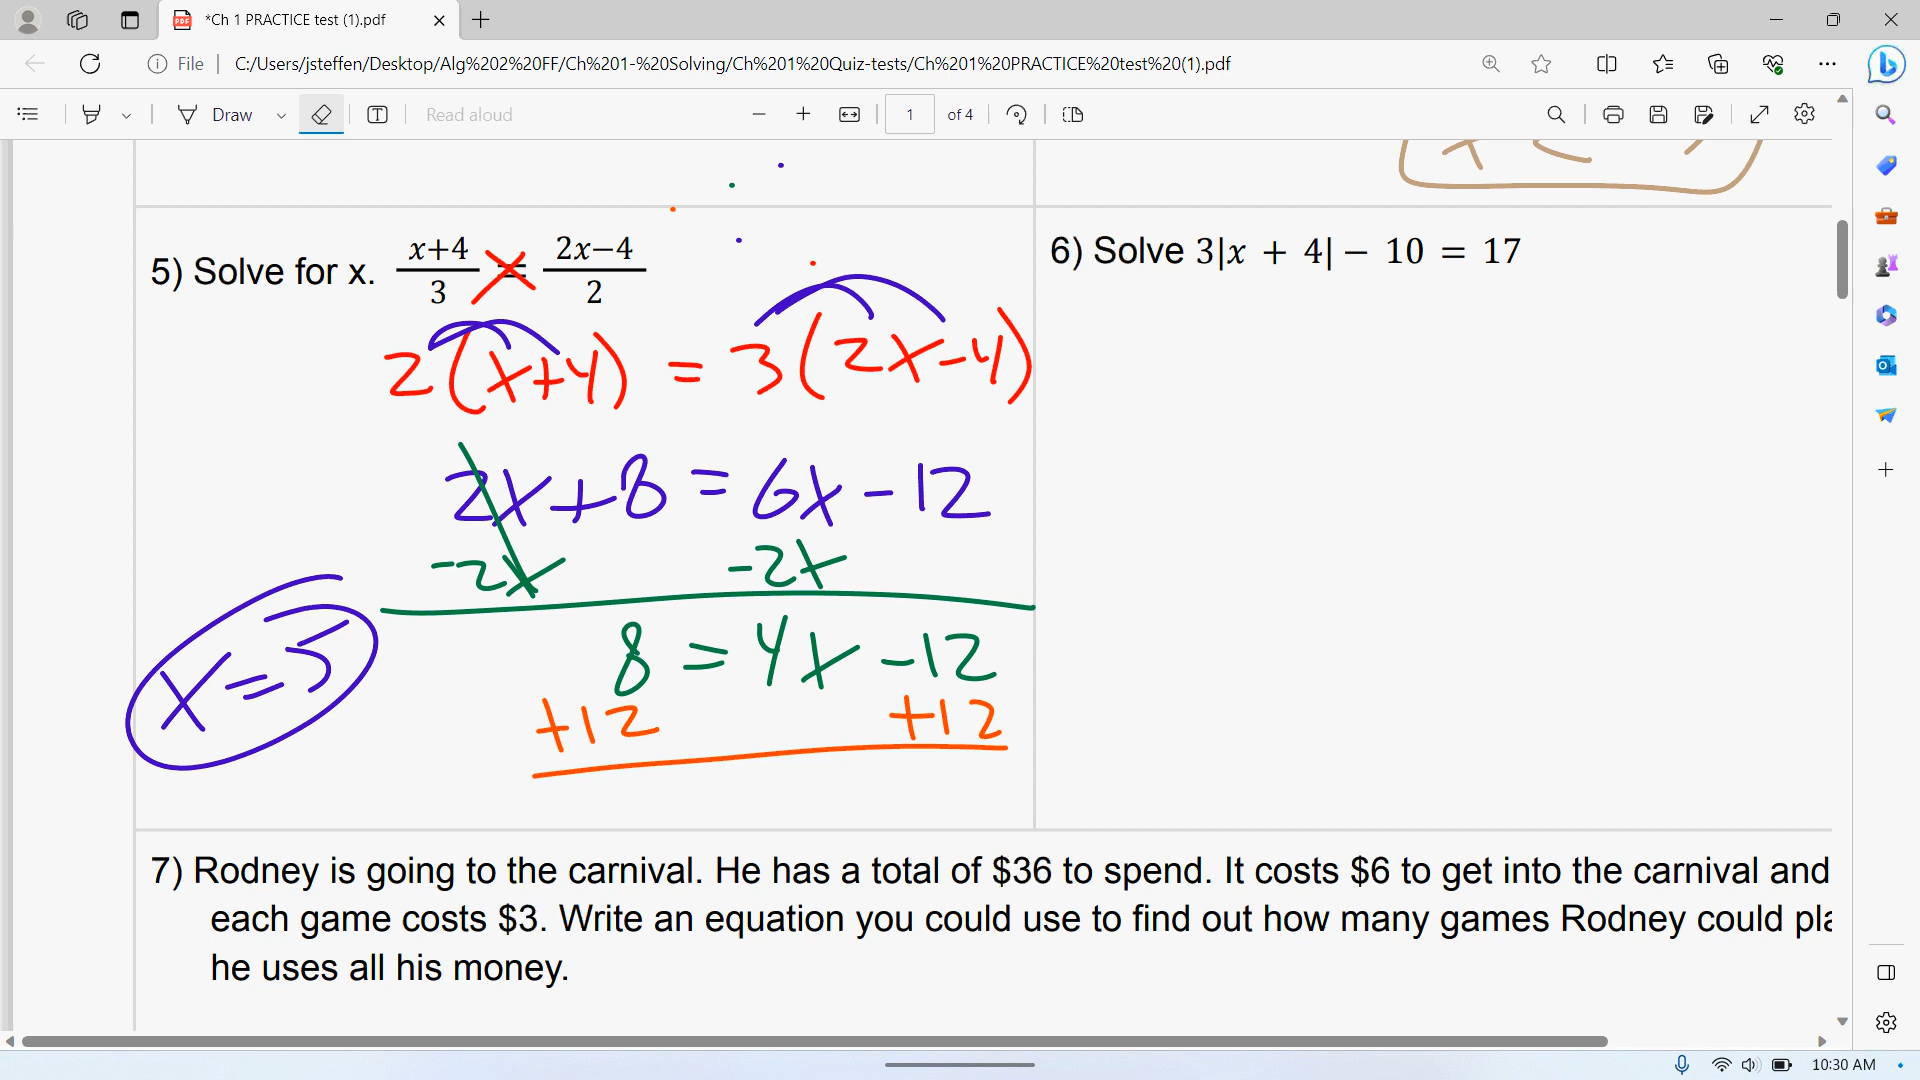 *Ch 1 PRACTICE test (1).pdf
File
C:/Users/jsteffen/Desktop/Alg%202%20FF/Ch%201-%20Solving/Ch%201%20Quiz-tests/Ch%201%20PRACTICE%20test%20(1).pdf
Draw
Read aloud
1 of 4
5) Solve for x. (x+4)/3 = (2x−4)/2
2(x+4) = 3(2x-4)
2x+8 = 6x-12
-2x -2x
8 = 4x -12
+12 +12
x=5
6) Solve 3|x + 4| − 10 = 17
7) Rodney is going to the carnival. He has a total of $36 to spend. It costs $6 to get into the carnival and
each game costs $3. Write an equation you could use to find out how many games Rodney could pla
he uses all his money.
10:30 AM